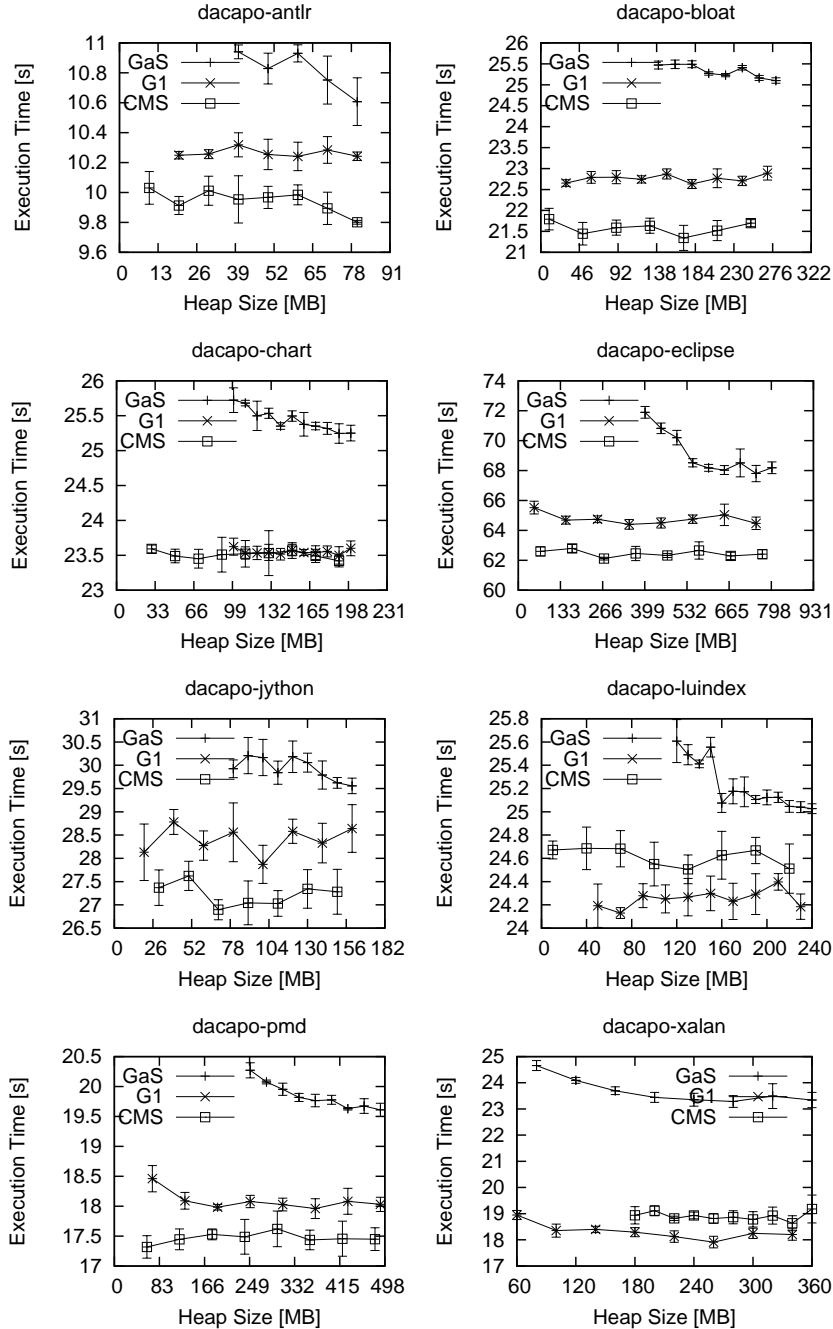 dacapo-antlr
Execution Time [s]
11
10.8
10.6
10.4
10.2
10
9.8
9.6
GaS
G1
CMS
0 13 26 39 52 65 78 91
Heap Size [MB]
dacapo-bloat
Execution Time [s]
26
25.5
25
24.5
24
23.5
23
22.5
22
21.5
21
GaS
G1
CMS
0 46 92 138 184 230 276 322
Heap Size [MB]
dacapo-chart
Execution Time [s]
26
25.5
25
24.5
24
23.5
23
GaS
G1
CMS
0 33 66 99 132 165 198 231
Heap Size [MB]
dacapo-eclipse
Execution Time [s]
74
72
70
68
66
64
62
60
GaS
G1
CMS
0 133 266 399 532 665 798 931
Heap Size [MB]
dacapo-jython
Execution Time [s]
31
30.5
30
29.5
29
28.5
28
27.5
27
26.5
GaS
G1
CMS
0 26 52 78 104 130 156 182
Heap Size [MB]
dacapo-luindex
Execution Time [s]
25.8
25.6
25.4
25.2
25
24.8
24.6
24.4
24.2
24
GaS
G1
CMS
0 40 80 120 160 200 240
Heap Size [MB]
dacapo-pmd
Execution Time [s]
20.5
20
19.5
19
18.5
18
17.5
17
GaS
G1
CMS
0 83 166 249 332 415 498
Heap Size [MB]
dacapo-xalan
Execution Time [s]
25
24
23
22
21
20
19
18
17
GaS
G1
CMS
60 120 180 240 300 360
Heap Size [MB]